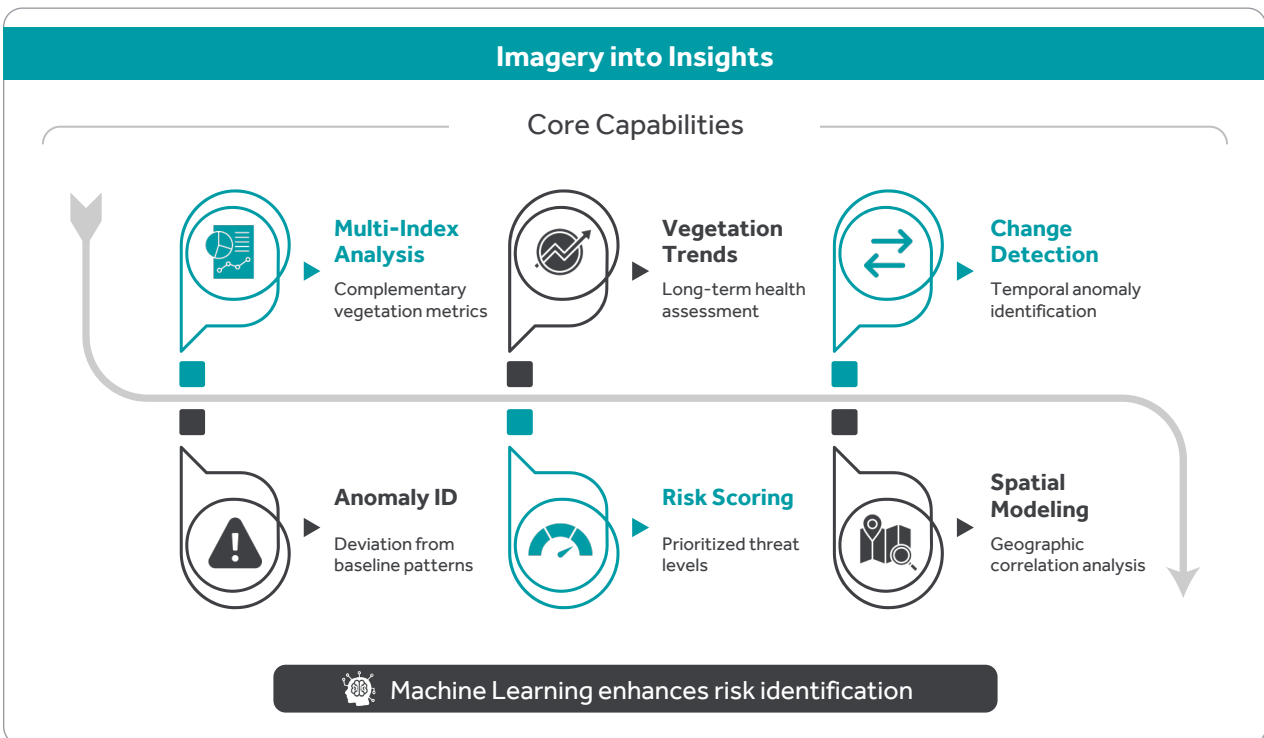 Imagery into Insights
Core Capabilities
Multi-Index
Analysis
Complementary
vegetation metrics
Vegetation
Trends
Long-term health
assessment
Change
Detection
Temporal anomaly
identification
Anomaly ID
Deviation from
baseline patterns
Risk Scoring
Prioritized threat
levels
Spatial
Modeling
Geographic
correlation analysis
Machine Learning enhances risk identification